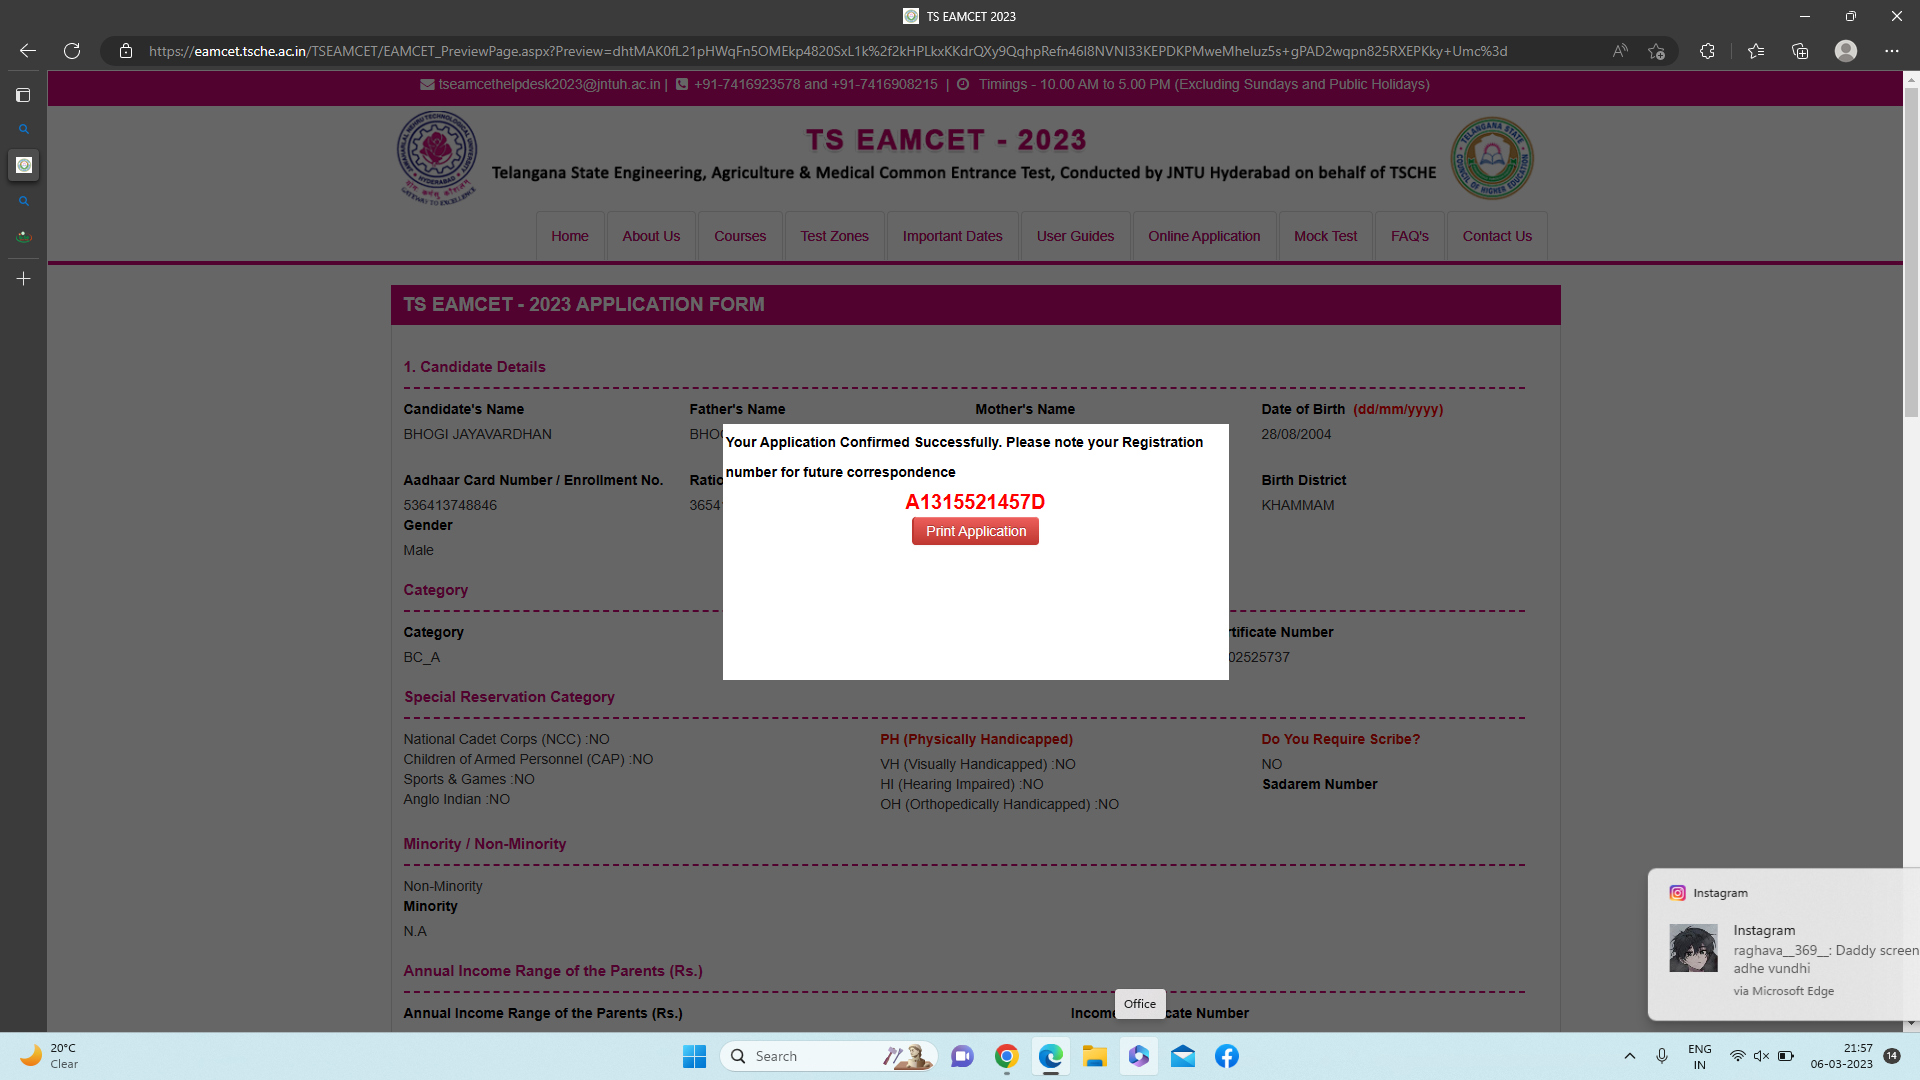 TS EAMCET 2023
https://eamcet.tsche.ac.in/TSEAMCET/EAMCET_PreviewPage.aspx?Preview=dhtMAK0fL21pHWqFn5OMEkp4820SxL1k%2f2kHPLkxKKdrQXy9QqhpRefn46I8NVNI33KEPDKPMweMheluz5s+gPAD2wqpn825RXEPKky+Umc%3d
tseamcethelpdesk2023@jntuh.ac.in | +91-7416923578 and +91-7416908215 | Timings - 10.00 AM to 5.00 PM (Excluding Sundays and Public Holidays)
TS EAMCET - 2023
Telangana State Engineering, Agriculture & Medical Common Entrance Test, Conducted by JNTU Hyderabad on behalf of TSCHE
Home About Us Courses Test Zones Important Dates User Guides Online Application Mock Test FAQ's Contact Us
TS EAMCET - 2023 APPLICATION FORM
1. Candidate Details
Candidate's Name Father's Name Mother's Name Date of Birth (dd/mm/yyyy)
BHOGI JAYAVARDHAN BHO 28/08/2004
Your Application Confirmed Successfully. Please note your Registration
number for future correspondence
A1315521457D
Print Application
Aadhaar Card Number / Enrollment No. Ratio Birth District
536413748846 3654 KHAMMAM
Gender
Male
Category
Category rtificate Number
BC_A 02525737
Special Reservation Category
National Cadet Corps (NCC) :NO PH (Physically Handicapped) Do You Require Scribe?
Children of Armed Personnel (CAP) :NO VH (Visually Handicapped) :NO NO
Sports & Games :NO HI (Hearing Impaired) :NO Sadarem Number
Anglo Indian :NO OH (Orthopedically Handicapped) :NO
Minority / Non-Minority
Non-Minority
Minority
N.A
Annual Income Range of the Parents (Rs.)
Annual Income Range of the Parents (Rs.) Income cate Number
Office
Instagram
Instagram
raghava__369__: Daddy screen
adhe vundhi
via Microsoft Edge
20°C
Clear
Search
ENG
IN
21:57
06-03-2023
14